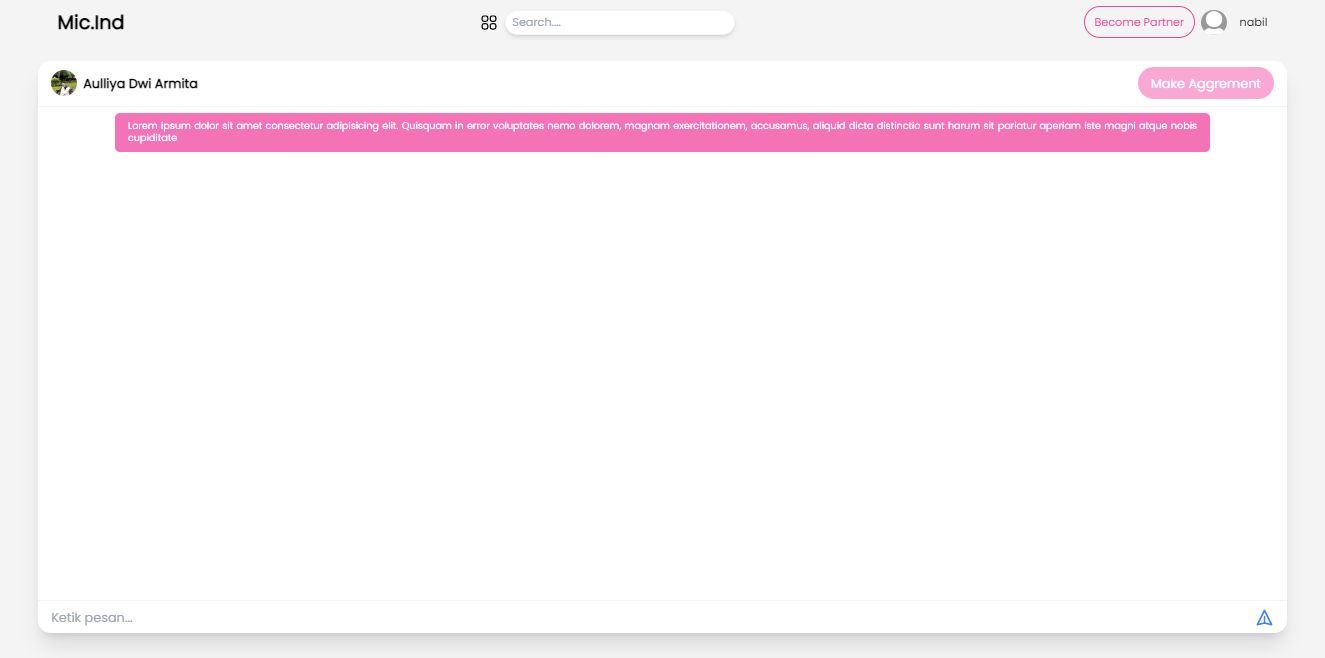 Mic.Ind
Search....
Become Partner
nabil
Aulliya Dwi Armita
Make Aggrement
Lorem ipsum dolor sit amet consectetur adipisicing elit. Quisquam in error voluptates nemo dolorem, magnam exercitationem, accusamus, aliquid dicta distinctio sunt harum sit pariatur aperiam iste magni atque nobis
cupiditate
Ketik pesan...